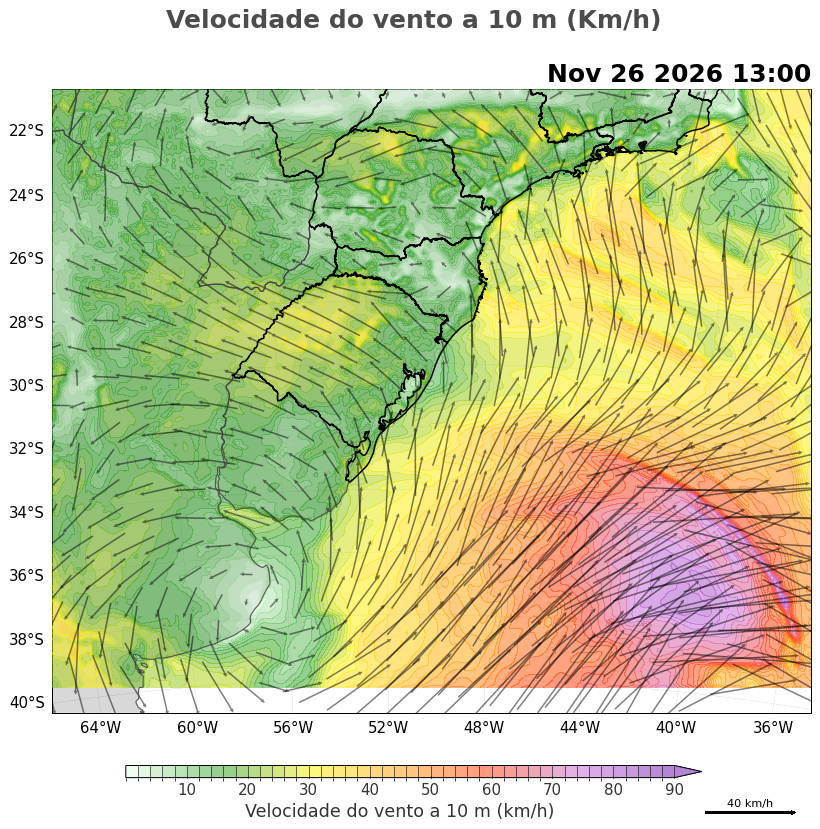 Velocidade do vento a 10 m (Km/h)
Nov 26 2026 13:00
22°S
24°S
26°S
28°S
30°S
32°S
34°S
36°S
38°S
40°S
64°W 60°W 56°W 52°W 48°W 44°W 40°W 36°W
10 20 30 40 50 60 70 80 90
Velocidade do vento a 10 m (km/h)
40 km/h